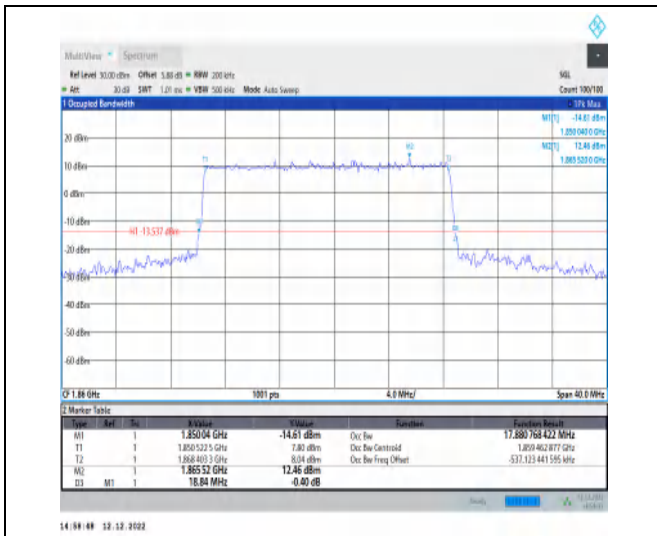 MultiView Spectrum
Ref Level 30.00 dBm Offset 5.88 dB RBW 200 kHz SGL
Att 30 dB SWT 1.01 ms VBW 500 kHz Mode Auto Sweep Count 100/100
1 Occupied Bandwidth 1Pk Max
M1[1] -14.61 dBm
1.850 040 0 GHz
M2[1] 12.46 dBm
1.865 520 0 GHz
20 dBm
M2
T1
10 dBm
0 dBm
-10 dBm
H1 -13.537 dBm
-20 dBm
-30 dBm
-40 dBm
-50 dBm
-60 dBm
CF 1.86 GHz 1001 pts 4.0 MHz/ Span 40.0 MHz
2 Marker Table
Type Ref Trc X-Value Y-Value Function Function Result
M1 1 1.85004 GHz -14.61 dBm Occ Bw 17.880 768 422 MHz
T1 1 1.850 522 5 GHz 7.80 dBm Occ Bw Centroid 1.859 462 877 GHz
T2 1 1.868 403 3 GHz 8.04 dBm Occ Bw Freq Offset -537.123 441 595 kHz
M2 1 1.865 52 GHz 12.46 dBm
D3 M1 1 18.84 MHz -0.40 dB
Ready
14:58:48 12.12.2022